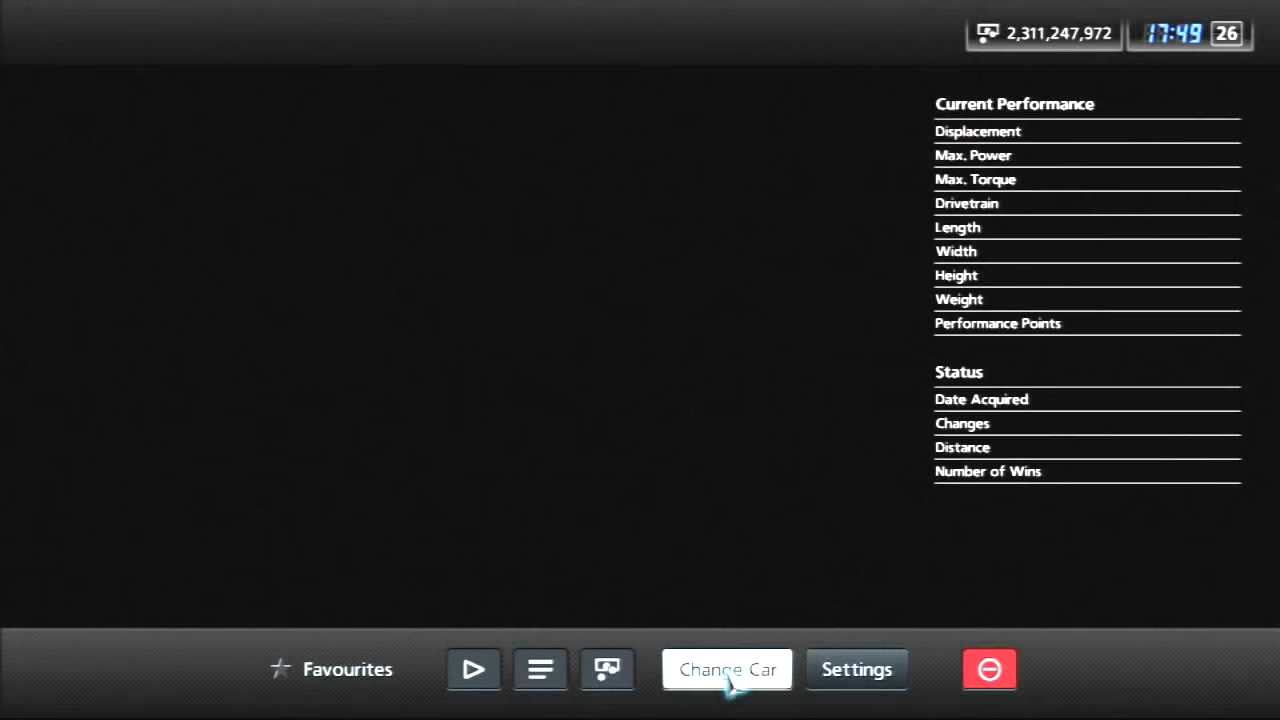 2,311,247,972
17:49 26
Current Performance
Displacement
Max. Power
Max. Torque
Drivetrain
Length
Width
Height
Weight
Performance Points
Status
Date Acquired
Changes
Distance
Number of Wins
Favourites
Change Car
Settings